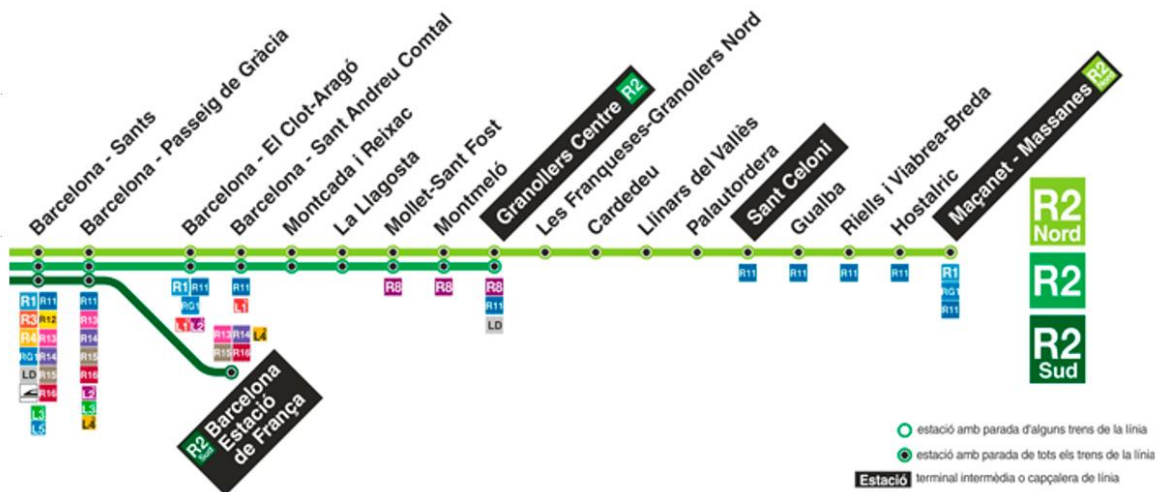 Barcelona - Sants
Barcelona - Passeig de Gràcia
Barcelona - El Clot-Aragó
Barcelona - Sant Andreu Comtal
Montcada i Reixac
La Llagosta
Mollet-Sant Fost
Montmeló
Granollers Centre R2
Les Franqueses-Granollers Nord
Cardedeu
Llinars del Vallès
Palautordera
Sant Celoni
Gualba
Riells i Viabrea-Breda
Hostalric
Maçanet - Massanes R2 Nord
R1 R11
R3 R12
R4 R13
RG1 R14
LD R15
R16
L3
L5
R11
R13
R14
R15
R16
L2
L3
L4
R1 R11
RG1
L1 L2
R11
L1
R13 R14 L4
R15 R16
R8
R8
R8
R11
LD
R11
R11
R11
R11
R1
RG1
R11
R2 Sud
Barcelona
Estació
de França
R2
Nord
R2
R2
Sud
estació amb parada d'alguns trens de la línia
estació amb parada de tots els trens de la línia
Estació terminal intermèdia o capçalera de línia